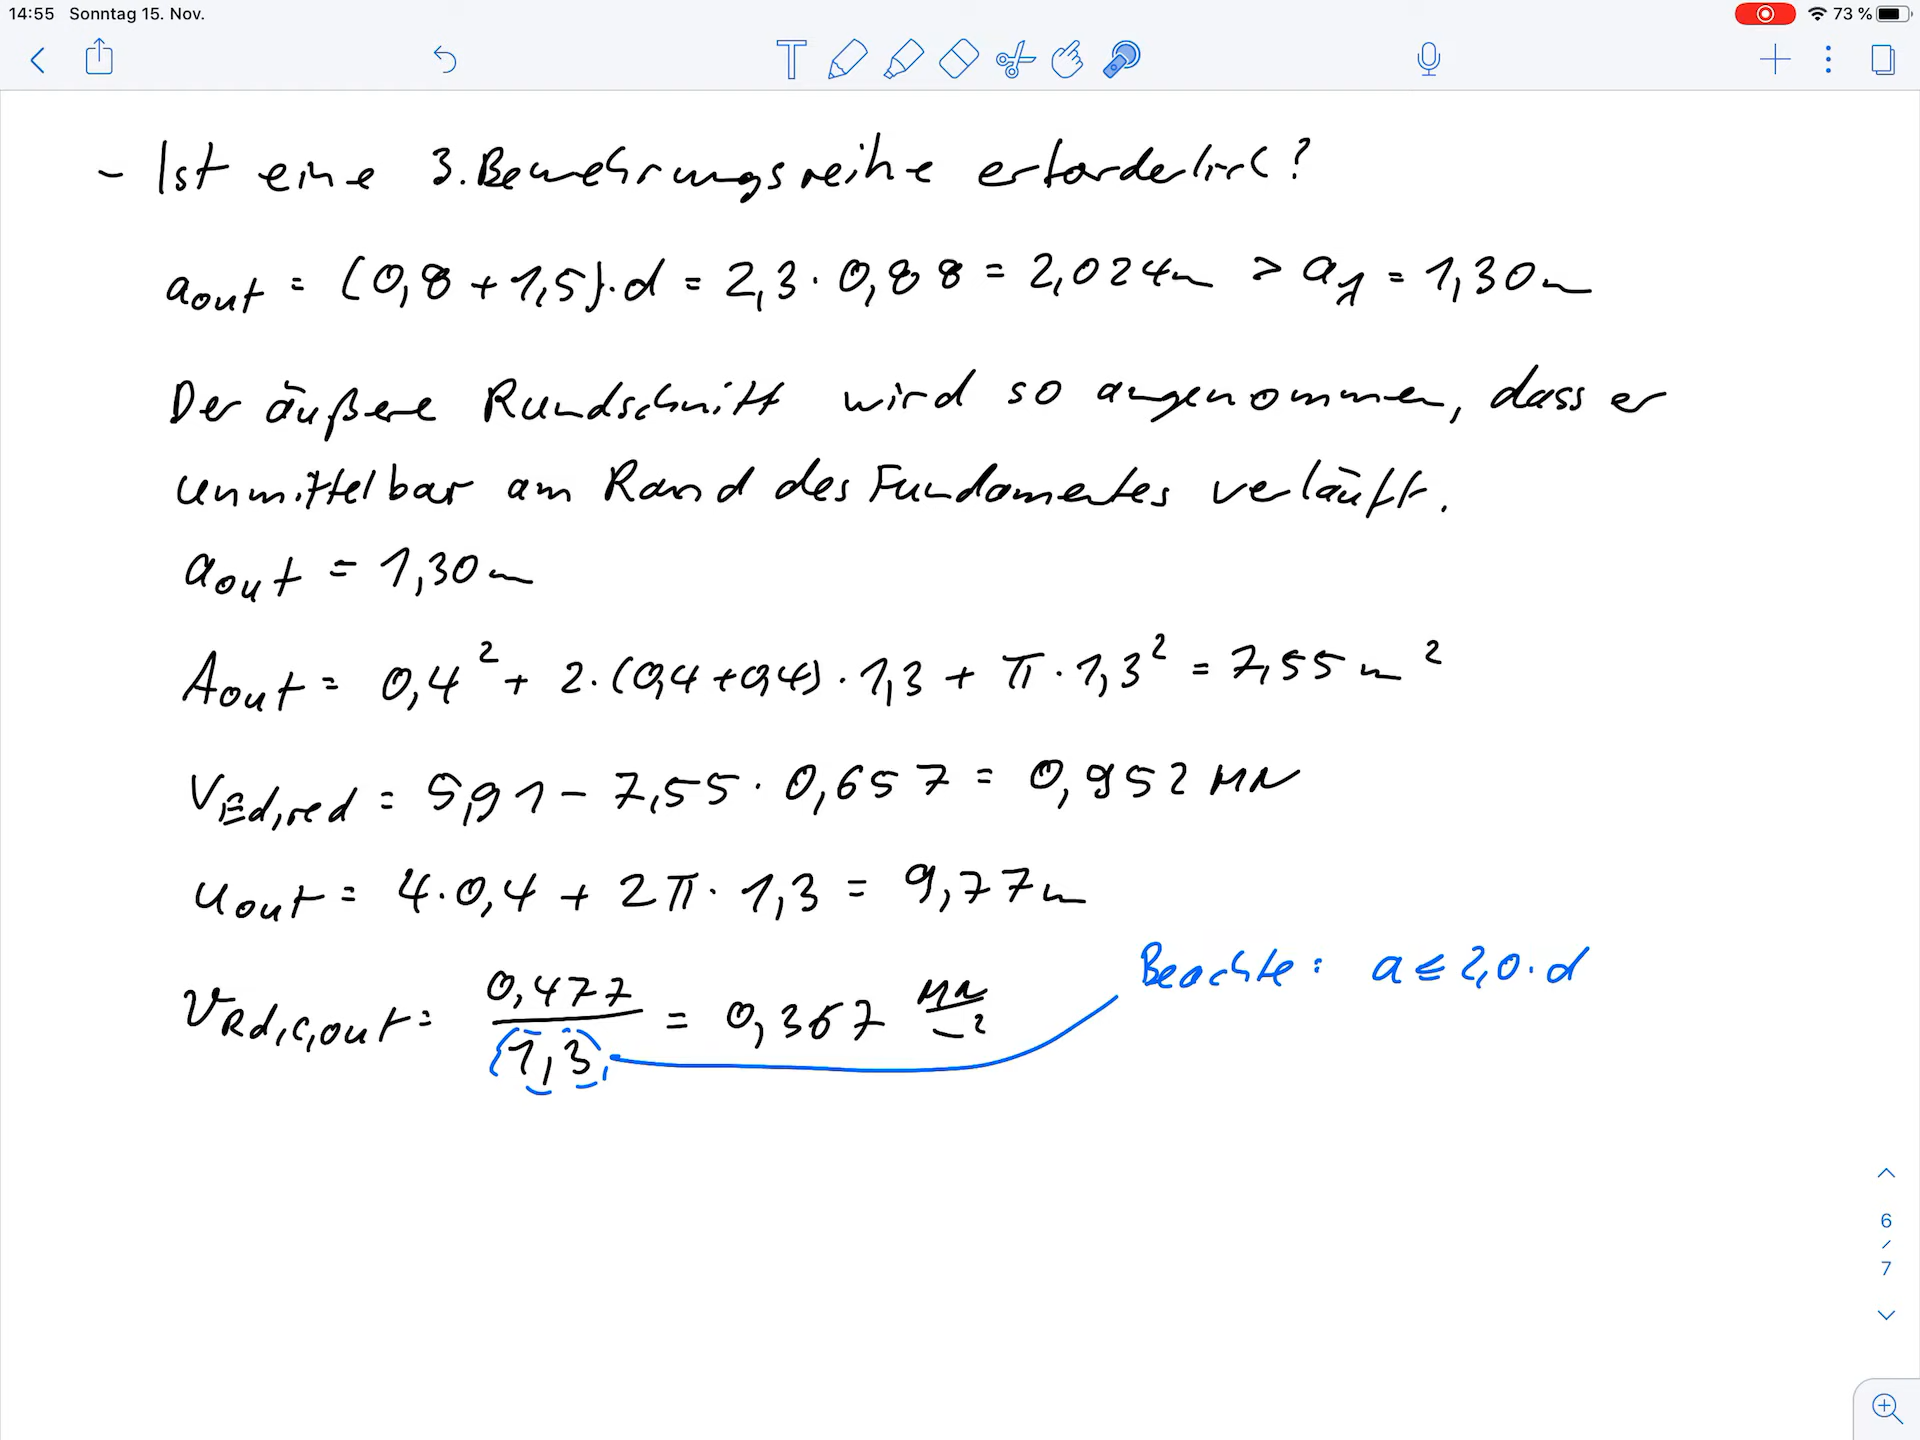 14:55 Sonntag 15. Nov.
73 %
- Ist eine 3. Bewehrungsreihe erforderlich?
aout = (0,8 + 1,5)·d = 2,3 · 0,88 = 2,024m > a1 = 1,30m
Der äußere Rundschnitt wird so angenommen, dass er
unmittelbar am Rand des Fundamentes verläuft.
aout = 1,30m
Aout = 0,4² + 2·(0,4+0,4)·1,3 + π·1,3² = 7,55 m²
VEd,red = 5,91 - 7,55 · 0,657 = 0,952 MN
uout = 4·0,4 + 2π · 1,3 = 9,77m
Beachte: a ≤ 2,0·d
vRd,c,out = 0,477 / 1,3 = 0,367 MN/m²
6
/
7